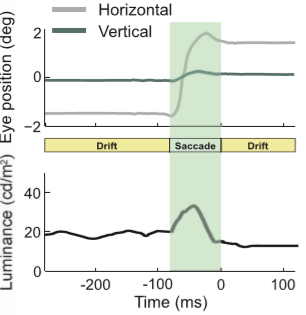 Horizontal
Vertical
Eye position (deg)
2
0
−2
Drift
Saccade
Drift
Luminance (cd/m²)
40
20
0
-200
-100
0
100
Time (ms)